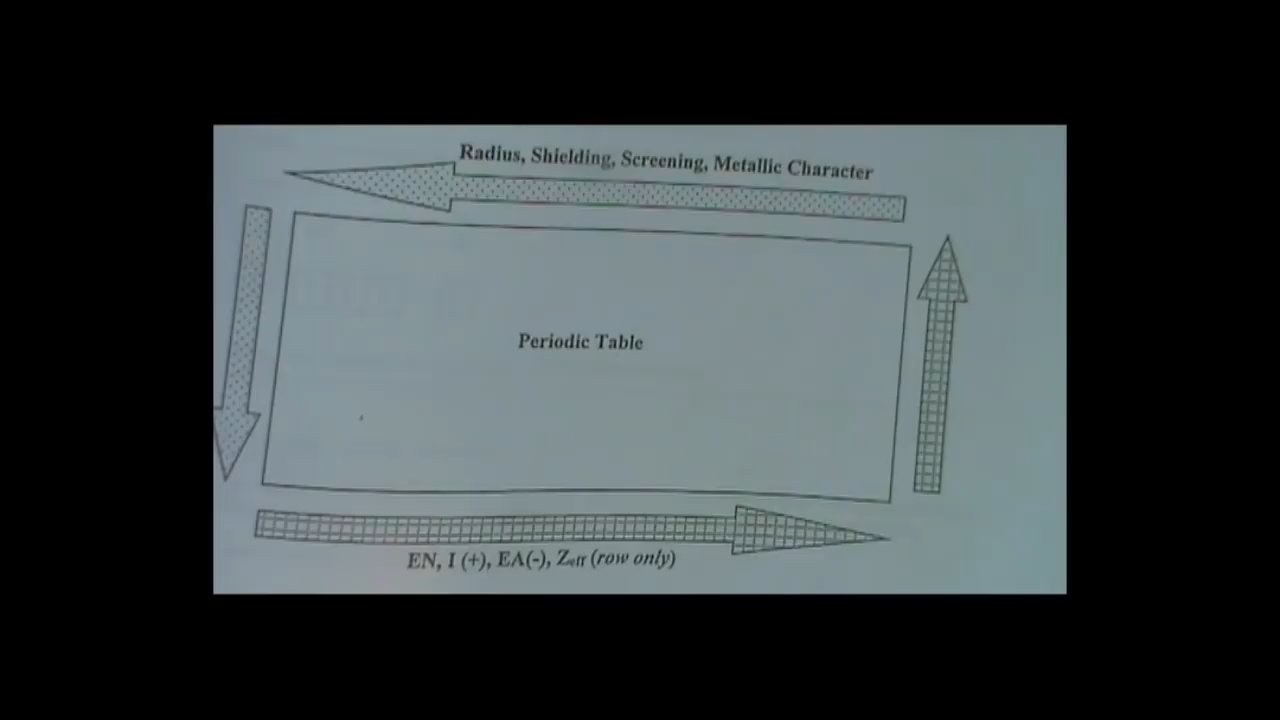 Radius, Shielding, Screening, Metallic Character
Periodic Table
EN, I (+), EA(-), Zeff (row only)